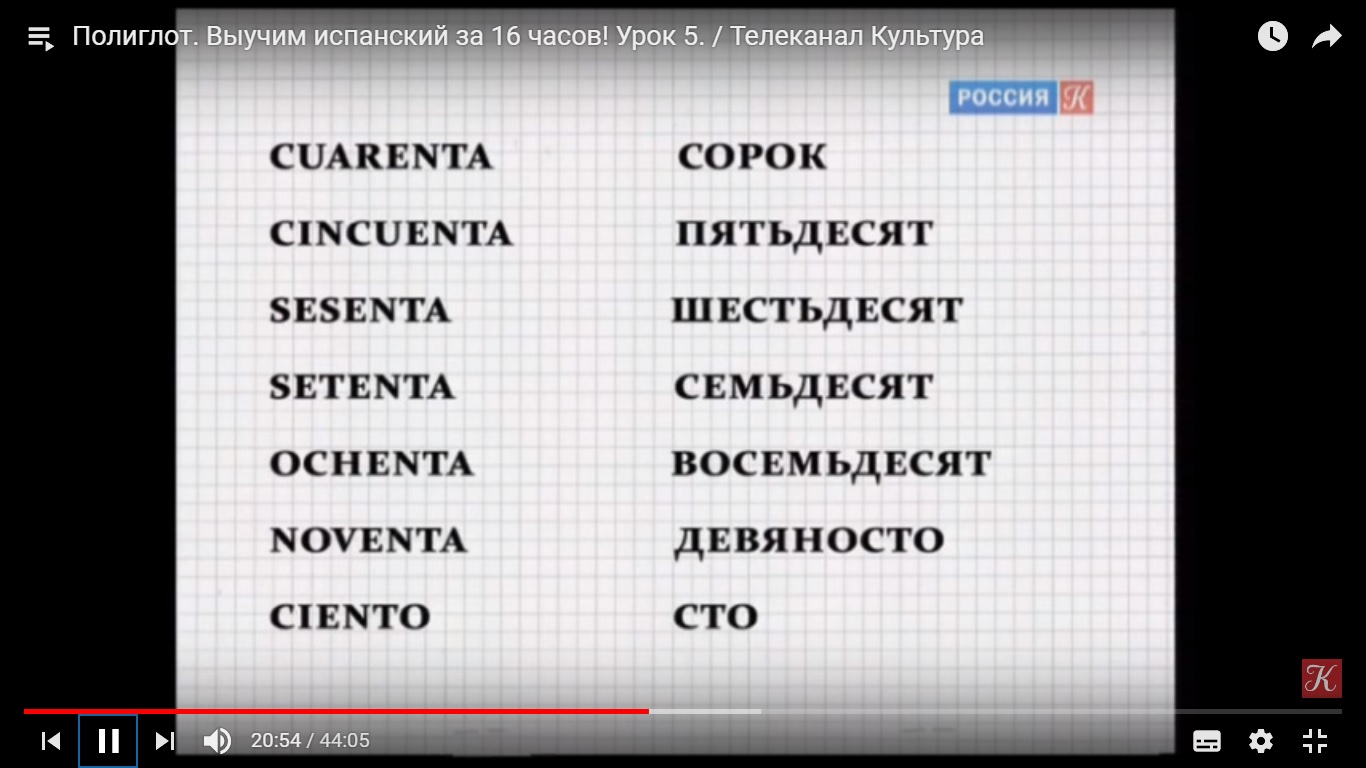 Полиглот. Выучим испанский за 16 часов! Урок 5. / Телеканал Культура
РОССИЯ К
CUARENTA СОРОК
CINCUENTA ПЯТЬДЕСЯТ
SESENTA ШЕСТЬДЕСЯТ
SETENTA СЕМЬДЕСЯТ
OCHENTA ВОСЕМЬДЕСЯТ
NOVENTA ДЕВЯНОСТО
CIENTO СТО
К
20:54 / 44:05